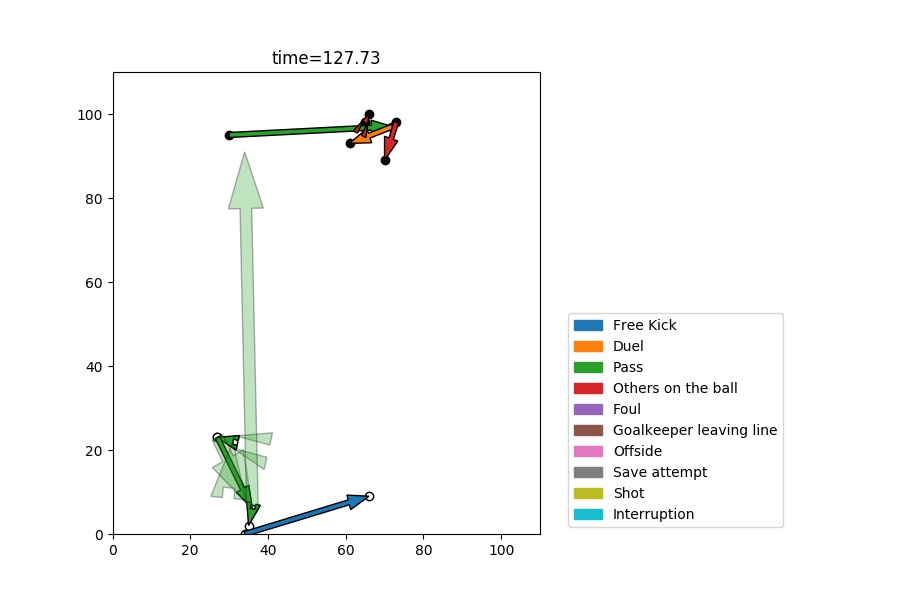 time=127.73
100
80
60
40
20
0
0 20 40 60 80 100
Free Kick
Duel
Pass
Others on the ball
Foul
Goalkeeper leaving line
Offside
Save attempt
Shot
Interruption